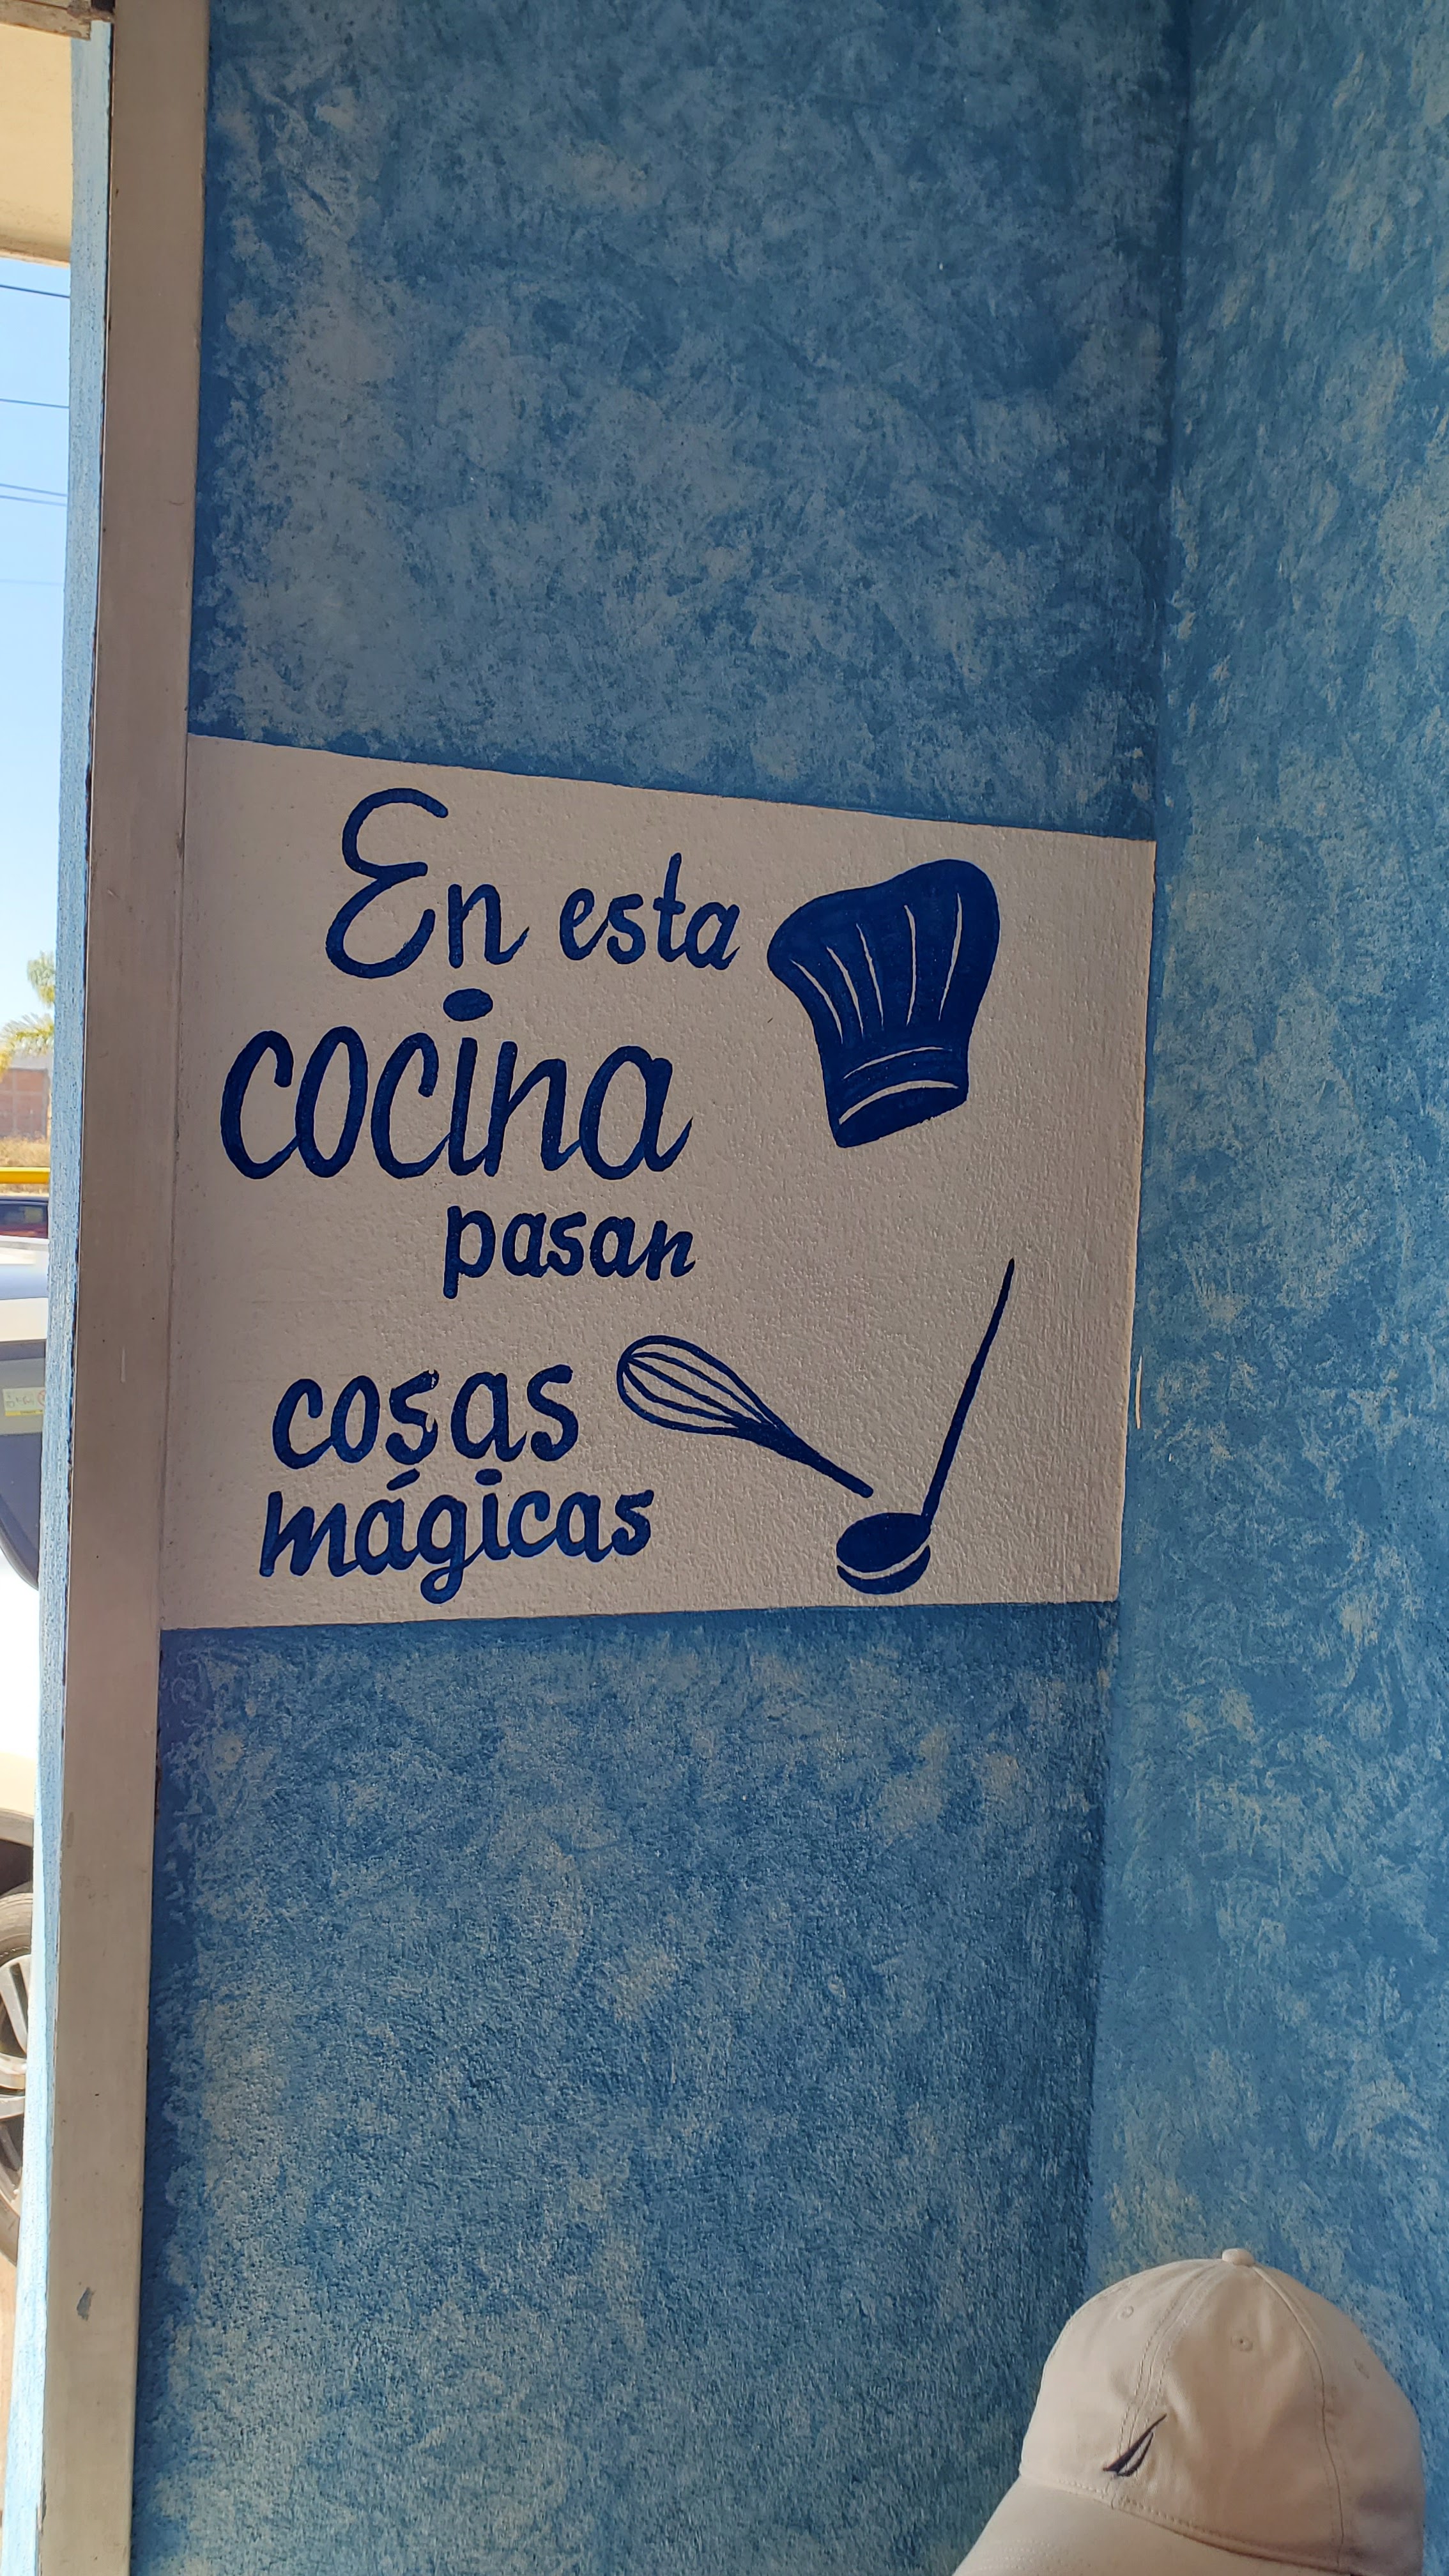 En esta
cocina
pasan
cosas
mágicas